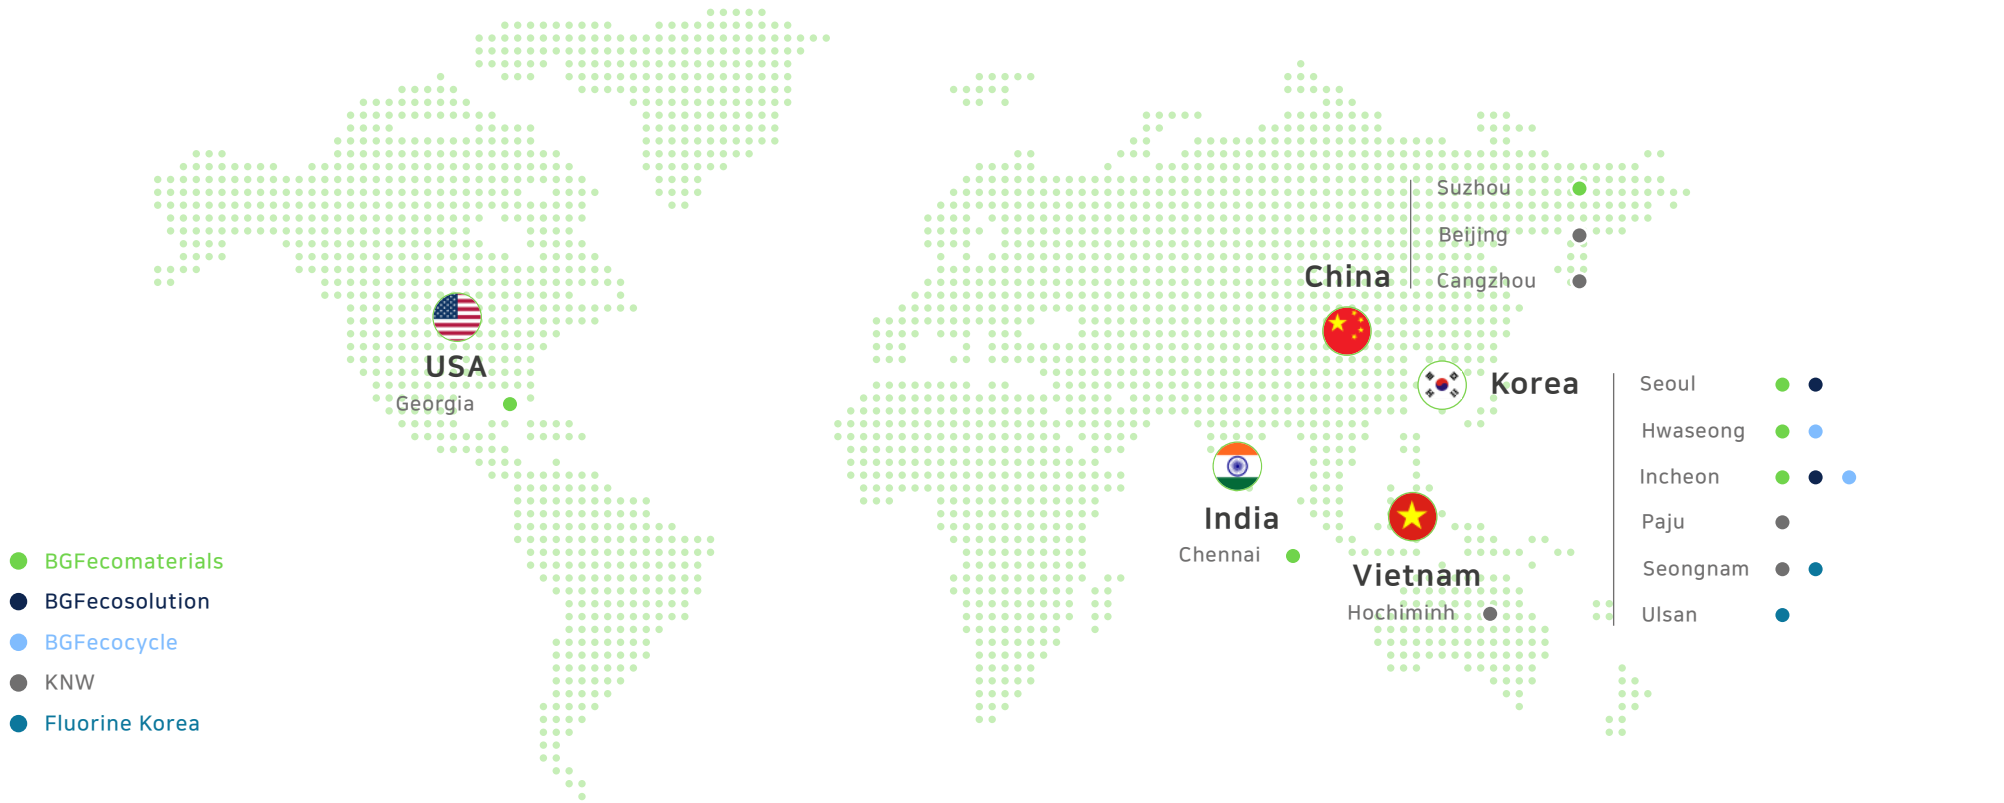 USA
Georgia
China
Suzhou
Beijing
Cangzhou
Korea
Seoul
Hwaseong
Incheon
Paju
Seongnam
Ulsan
India
Chennai
Vietnam
Hochiminh
BGFecomaterials
BGFecosolution
BGFecocycle
KNW
Fluorine Korea